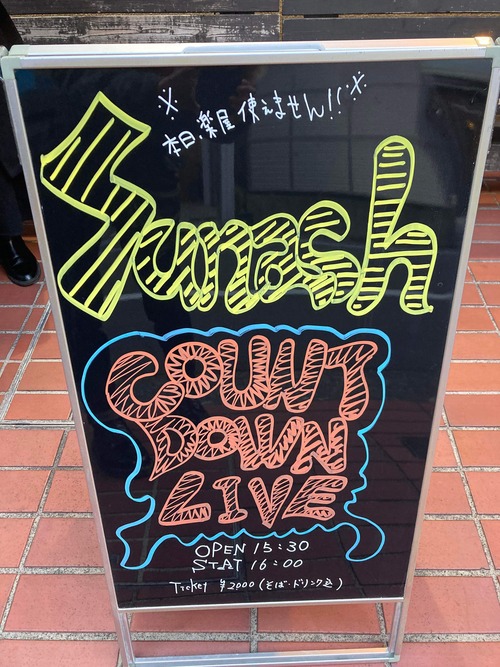 ※本日、楽屋使えません!!※
Sunash
COUNT
DOWN
LIVE
OPEN 15:30
STAT 16:00
Ticket ¥2000 (そば・ドリンク込)